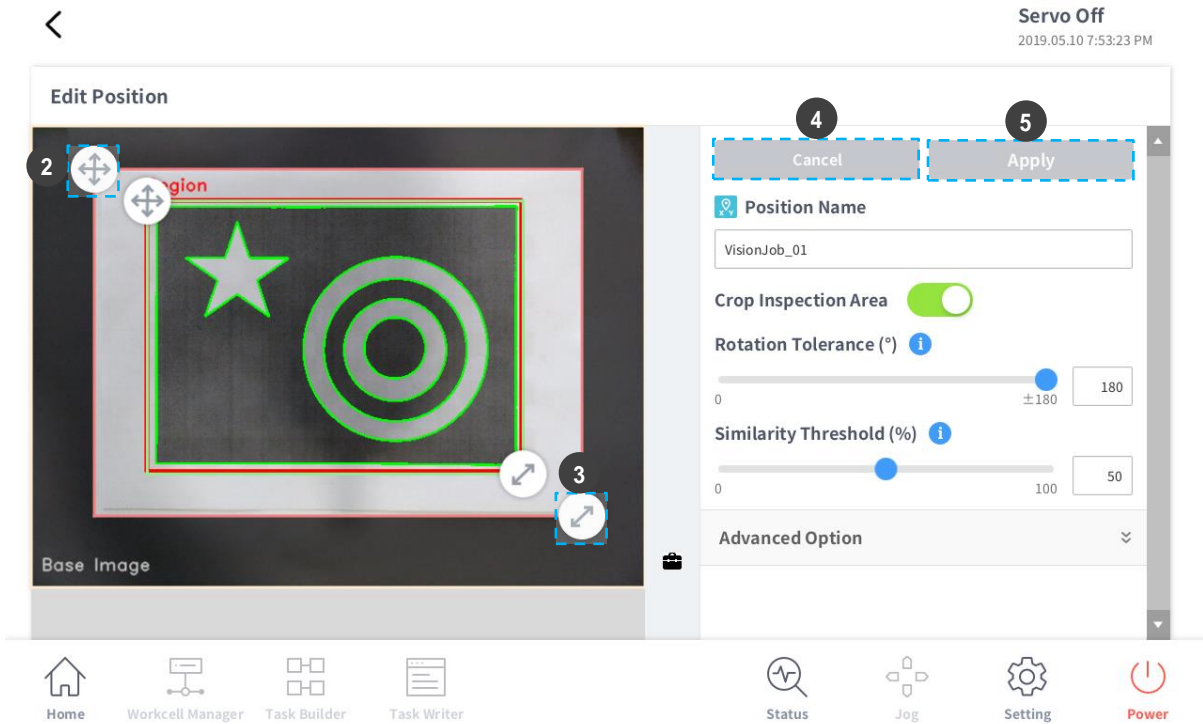 Servo Off
2019.05.10 7:53:23 PM
Edit Position
2
gion
3
Base Image
4
5
Cancel
Apply
Position Name
VisionJob_01
Crop Inspection Area
Rotation Tolerance (°) i
0
±180
180
Similarity Threshold (%) i
0
100
50
Advanced Option
Home
Workcell Manager
Task Builder
Task Writer
Status
Jog
Setting
Power